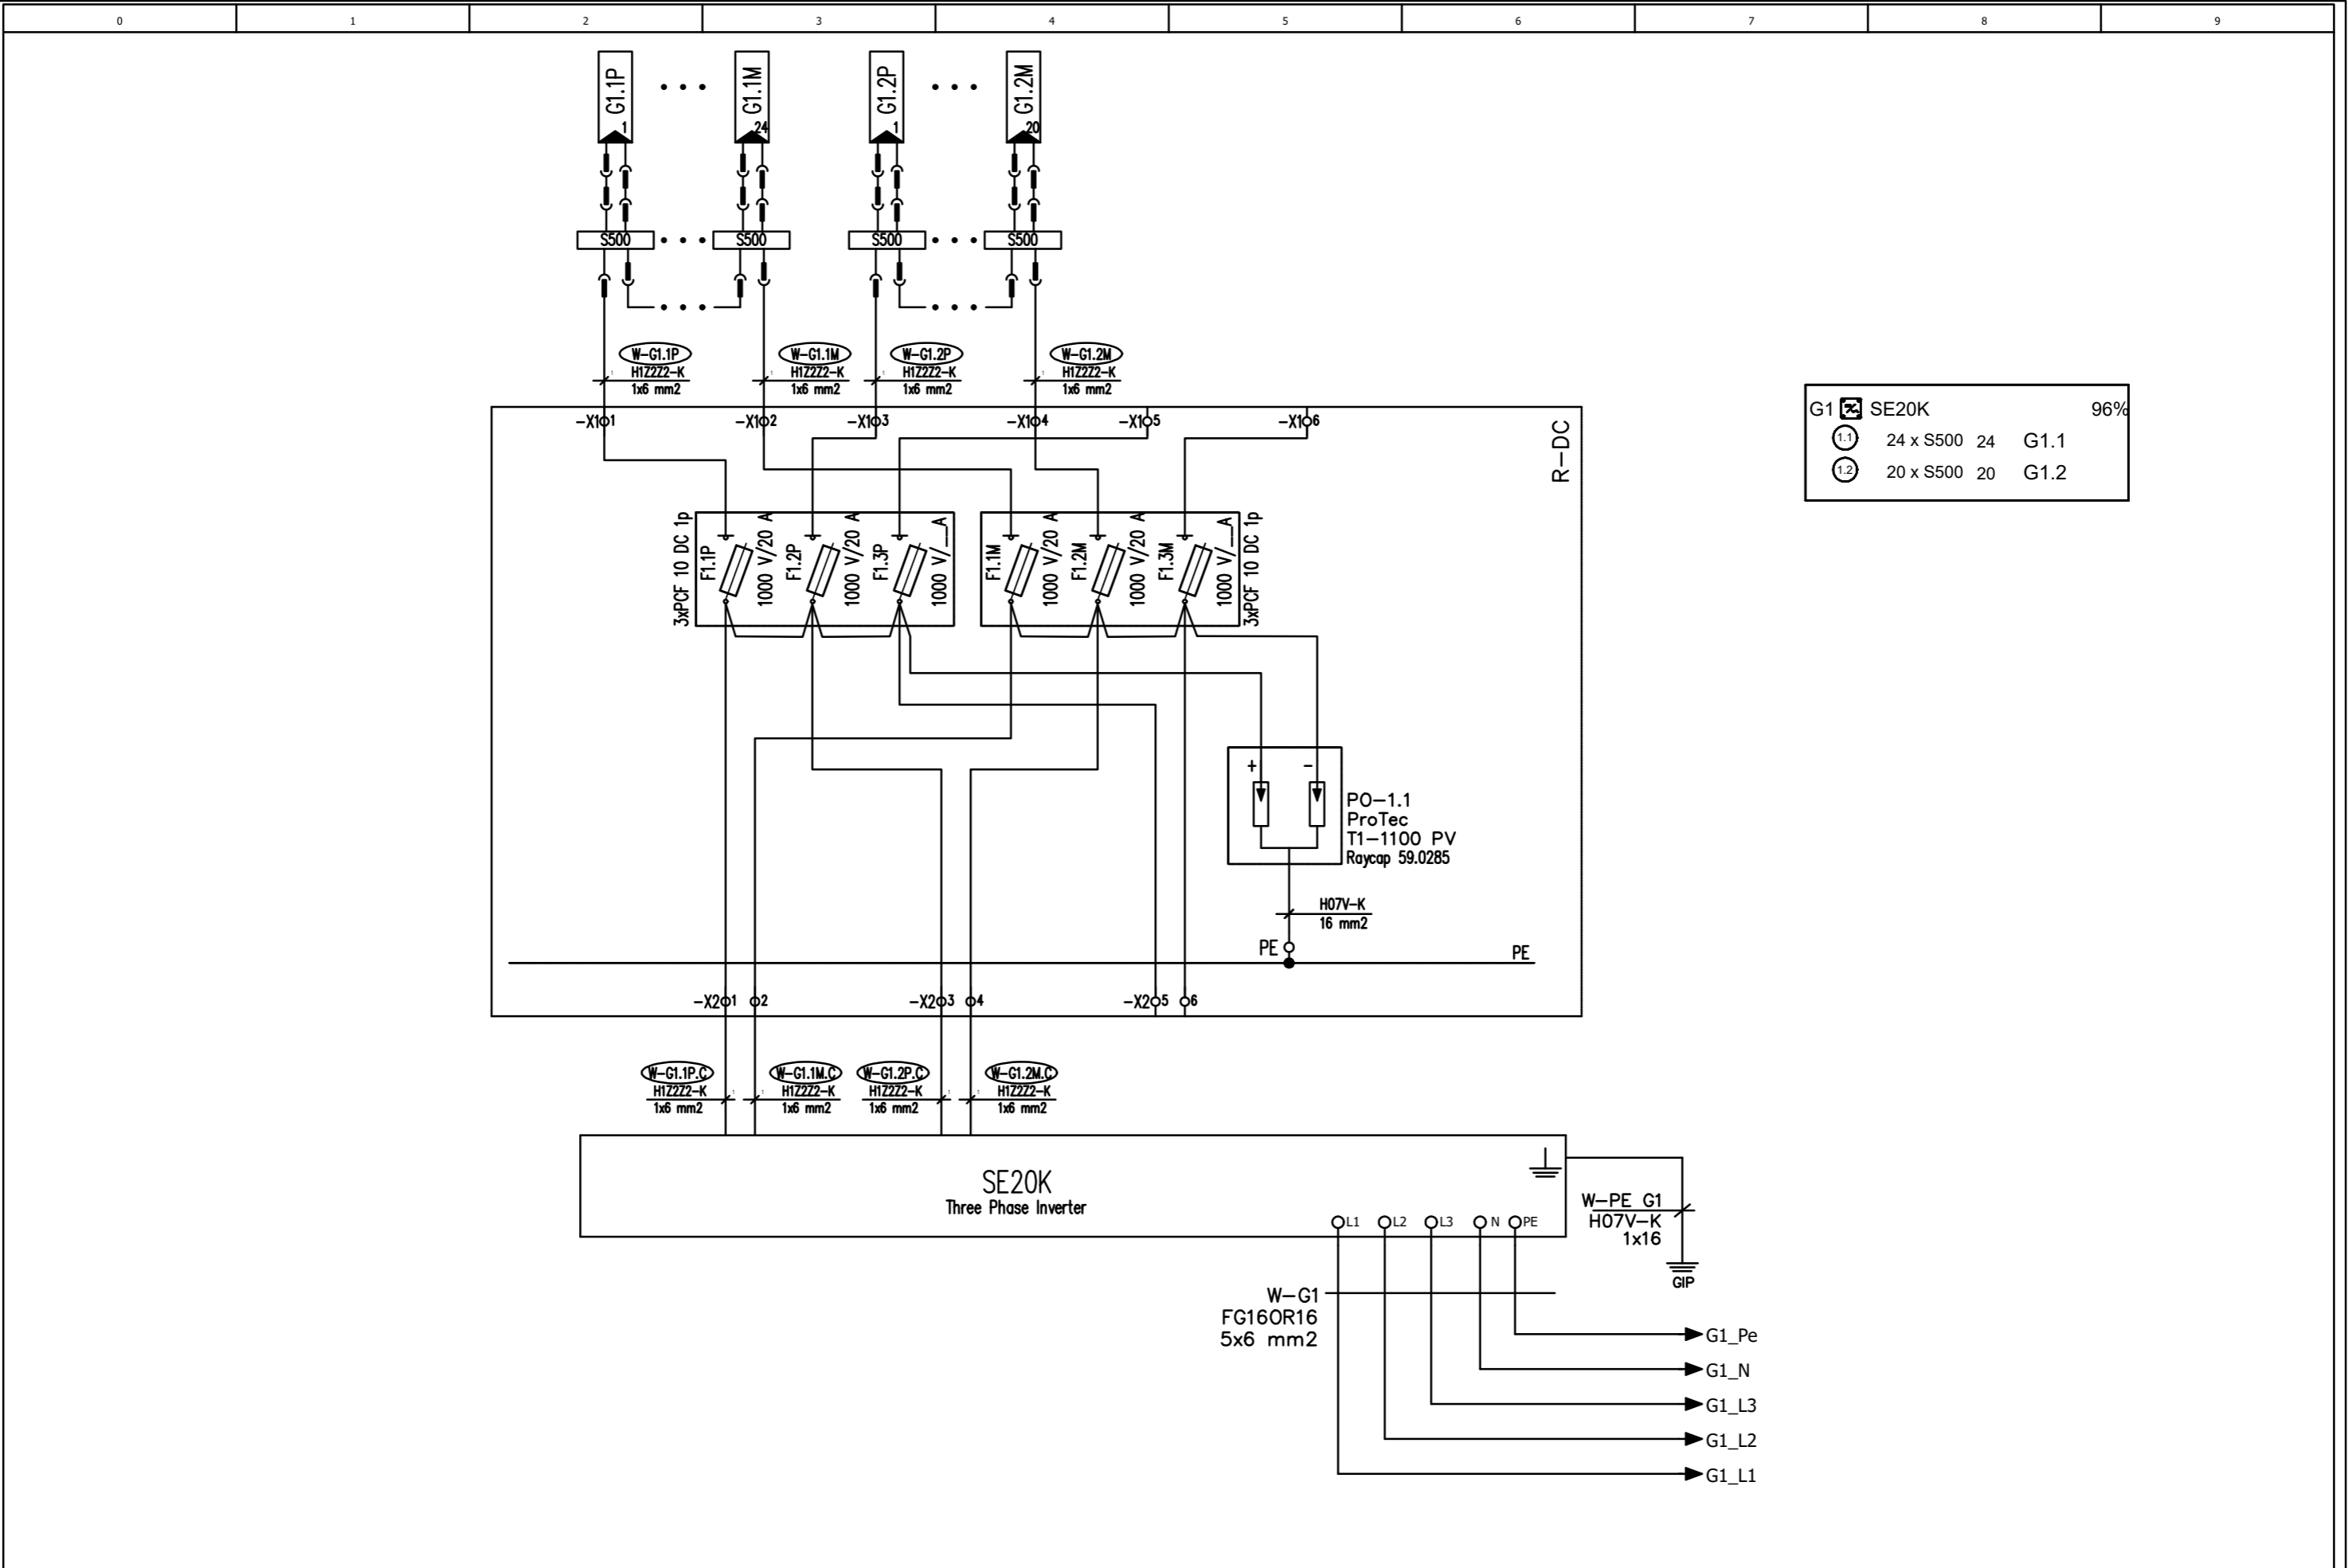 0 1 2 3 4 5 6 7 8 9
G1.1P G1.1M G1.2P G1.2M
1 24 1 20
S500 S500 S500 S500
W-G1.1P W-G1.1M W-G1.2P W-G1.2M
H1Z2Z2-K H1Z2Z2-K H1Z2Z2-K H1Z2Z2-K
1x6 mm2 1x6 mm2 1x6 mm2 1x6 mm2
G1 SE20K 96%
1.1 24 x S500 24 G1.1
1.2 20 x S500 20 G1.2
-X1 1 -X1 2 -X1 3 -X1 4 -X1 5 -X1 6
R-DC
3xPCF 10 DC 1p
F1.1P 1000 V/20 A
F1.2P 1000 V/20 A
F1.3P 1000 V/__A
F1.1M 1000 V/20 A
F1.2M 1000 V/20 A
F1.3M 1000 V/__A
3xPCF 10 DC 1p
+ -
PO-1.1
ProTec
T1-1100 PV
Raycap 59.0285
H07V-K
16 mm2
PE PE
-X2 1 2 -X2 3 4 -X2 5 6
W-G1.1P.C W-G1.1M.C W-G1.2P.C W-G1.2M.C
H1Z2Z2-K H1Z2Z2-K H1Z2Z2-K H1Z2Z2-K
1x6 mm2 1x6 mm2 1x6 mm2 1x6 mm2
SE20K
Three Phase Inverter
L1 L2 L3 N PE
W-PE G1
H07V-K
1x16
GIP
W-G1
FG16OR16
5x6 mm2
G1_Pe
G1_N
G1_L3
G1_L2
G1_L1